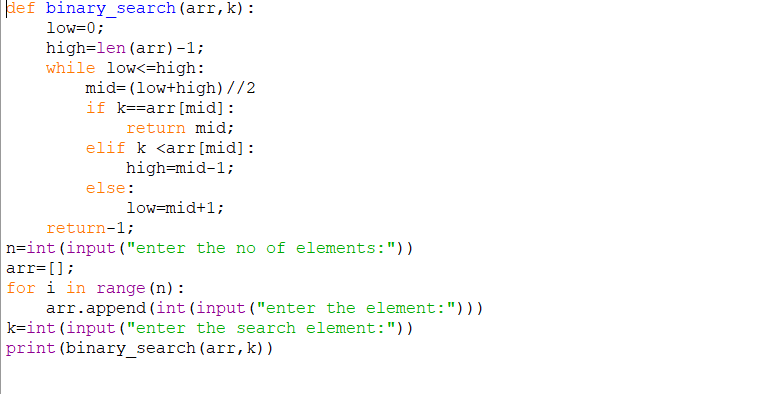 def binary_search(arr,k):
    low=0;
    high=len(arr)-1;
    while low<=high:
        mid=(low+high)//2
        if k==arr[mid]:
            return mid;
        elif k <arr[mid]:
            high=mid-1;
        else:
            low=mid+1;
    return-1;
n=int(input("enter the no of elements:"))
arr=[];
for i in range(n):
    arr.append(int(input("enter the element:")))
k=int(input("enter the search element:"))
print(binary_search(arr,k))